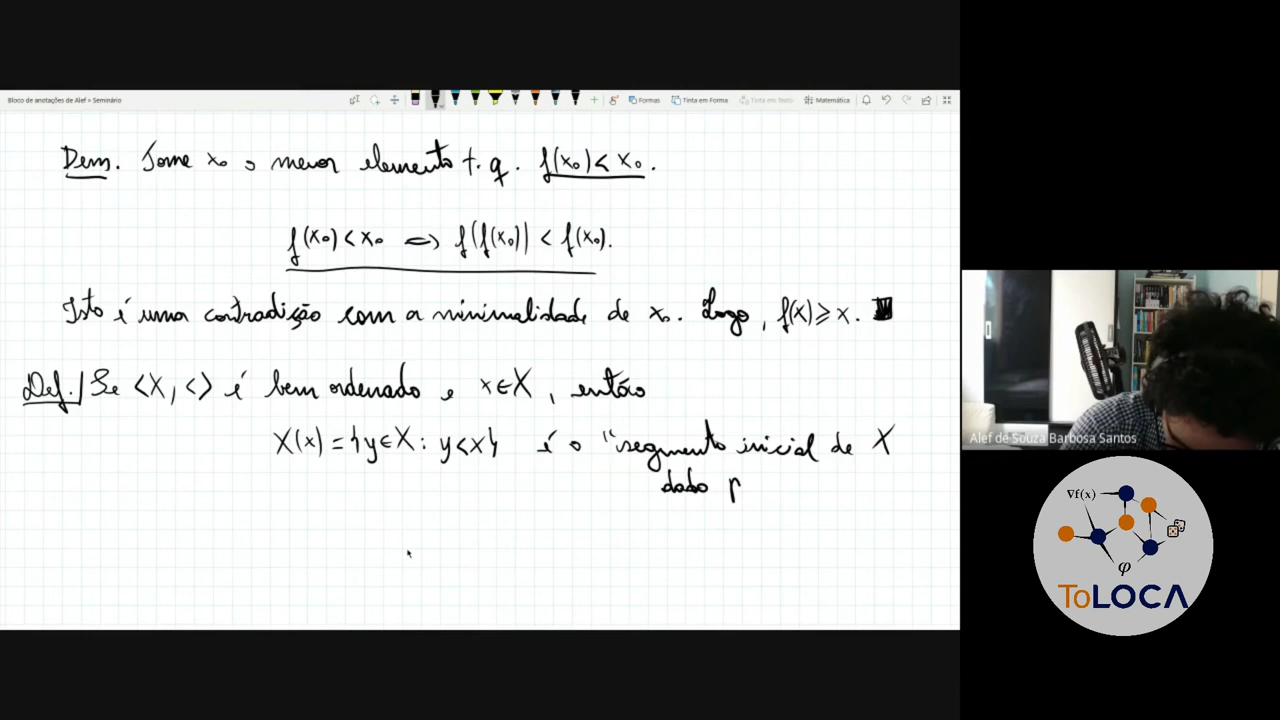 Bloco de anotações de Alef » Seminário
Formas
Tinta em Forma
Tinta em Texto
Matemática
Dem. Tome x₀ o menor elemento t.q. f(x₀) < x₀.
f(x₀) < x₀ => f(f(x₀)) < f(x₀).
Isto é uma contradição com a minimalidade de x₀. Logo, f(x) ⩾ x.
Def./ Se <X, <> é bem ordenado e x ∈ X, então
X(x) = {y ∈ X : y < x} é o "segmento inicial de X
dado p
Alef de Souza Barbosa Santos
∇f(x)
φ
ToLOCA